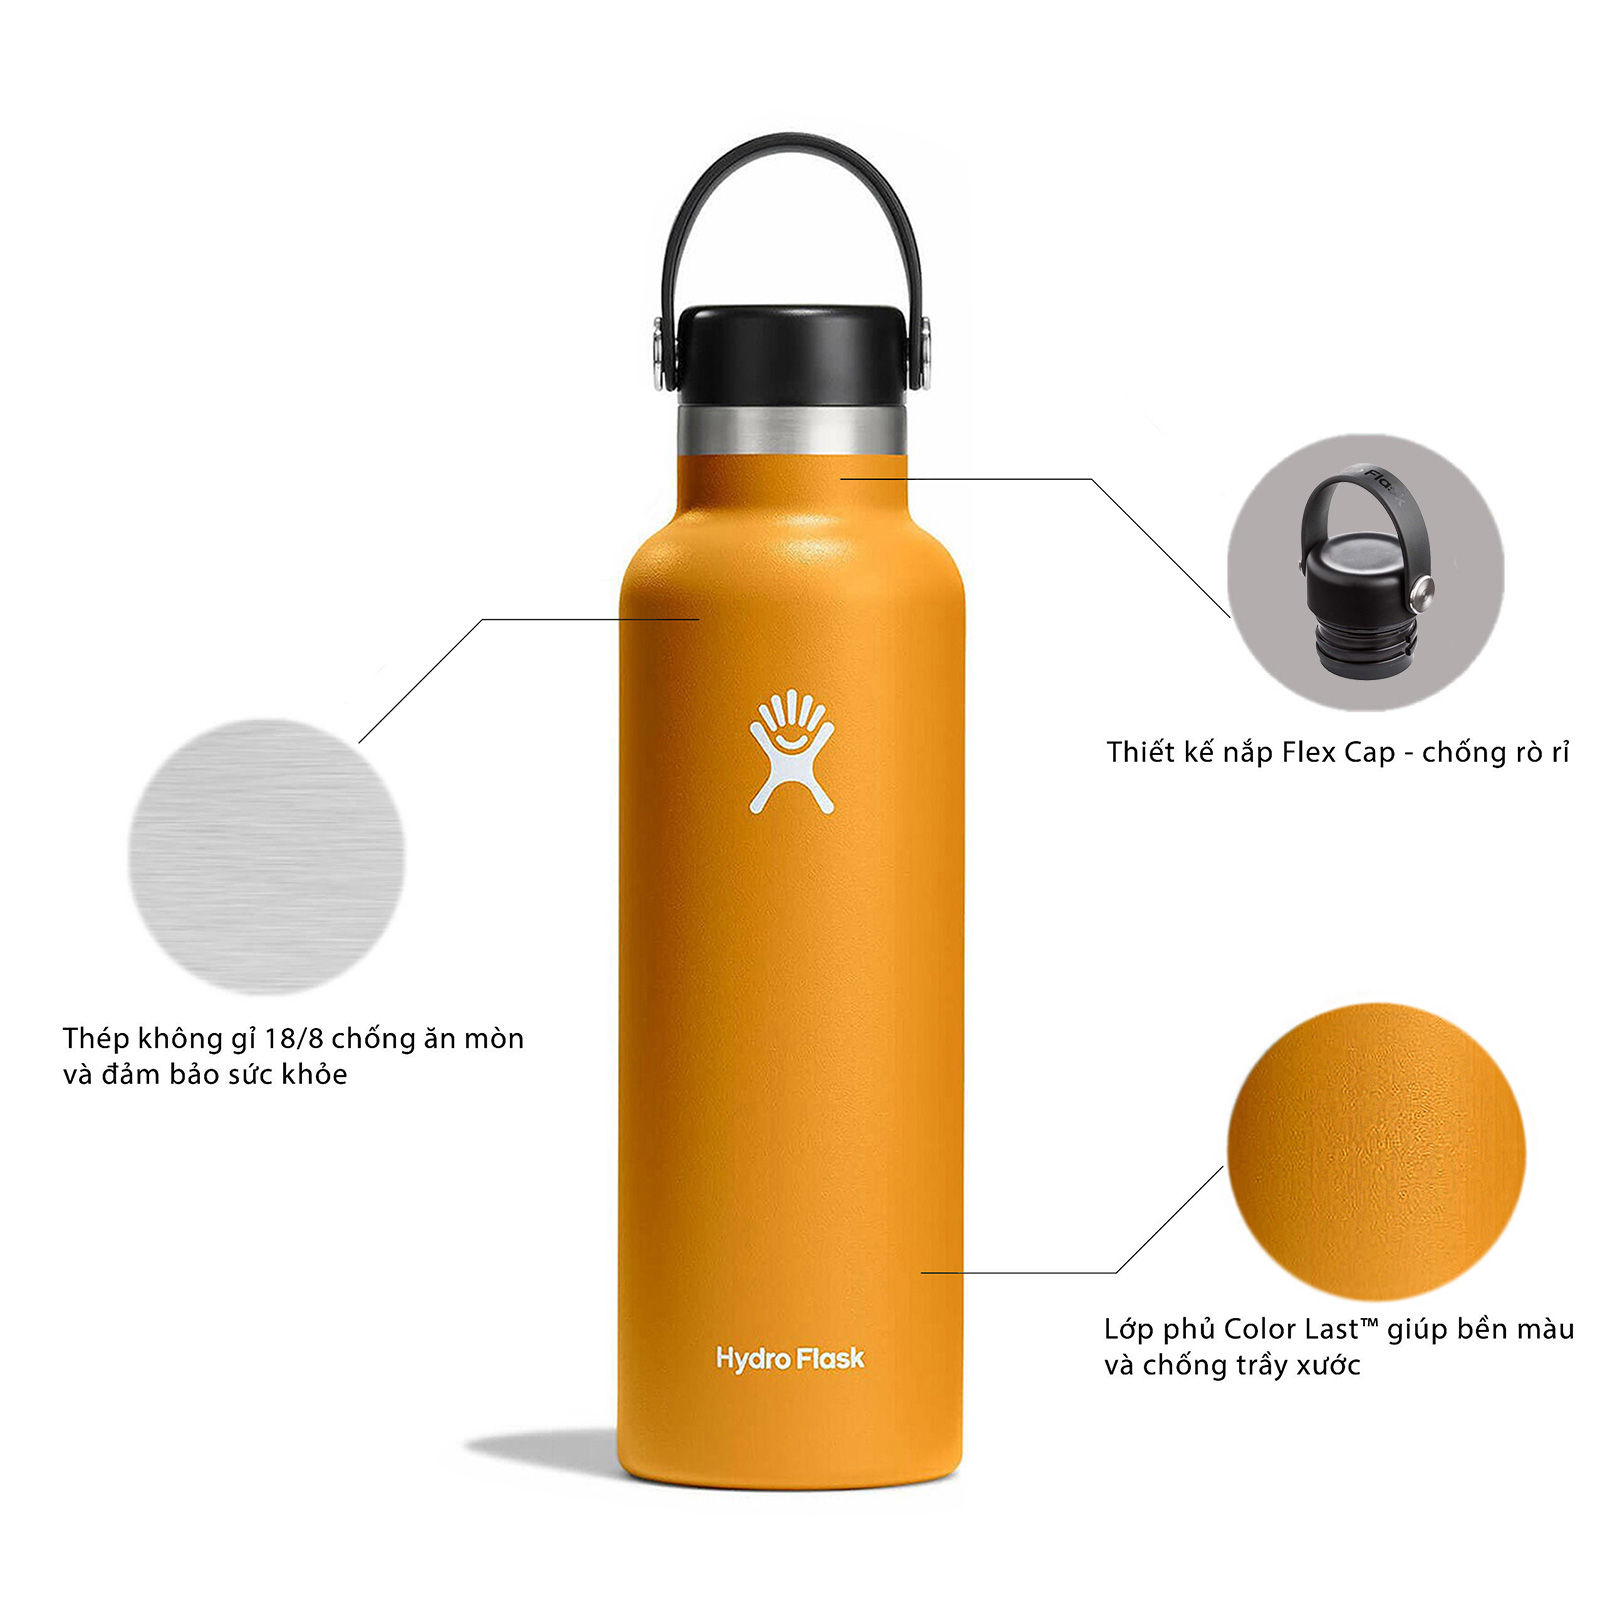 Flask
Thiết kế nắp Flex Cap - chống rò rỉ
Thép không gỉ 18/8 chống ăn mòn
và đảm bảo sức khỏe
Lớp phủ Color Last™ giúp bền màu
và chống trầy xước
Hydro Flask